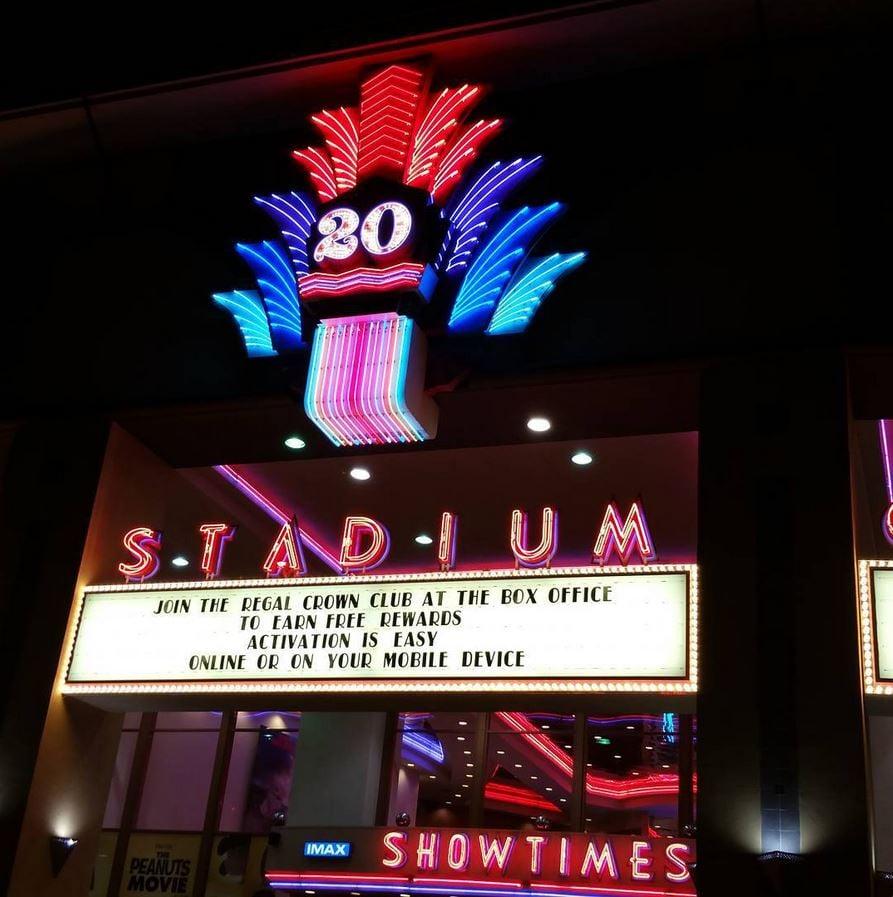 20
STADIUM
JOIN THE REGAL CROWN CLUB AT THE BOX OFFICE
TO EARN FREE REWARDS
ACTIVATION IS EASY
ONLINE OR ON YOUR MOBILE DEVICE
IMAX
SHOWTIMES
THE
PEANUTS
MOVIE